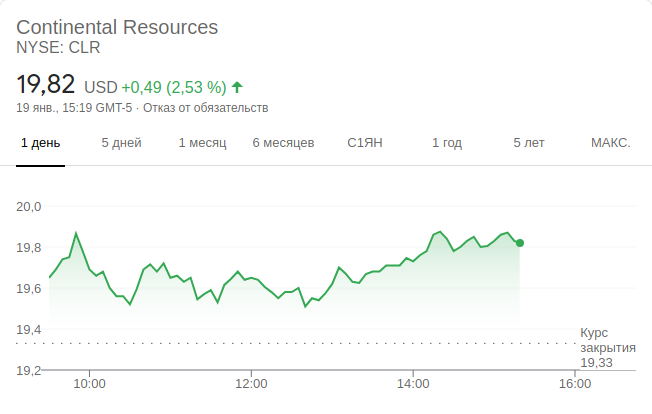 Continental Resources
NYSE: CLR
19,82 USD +0,49 (2,53 %)
19 янв., 15:19 GMT-5 · Отказ от обязательств
1 день 5 дней 1 месяц 6 месяцев С1ЯН 1 год 5 лет МАКС.
20,0
19,8
19,6
19,4
Курс
закрытия
19,33
19,2
10:00 12:00 14:00 16:00